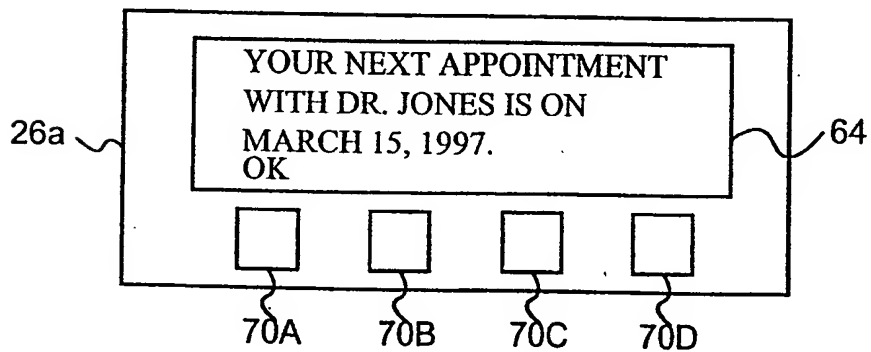 YOUR NEXT APPOINTMENT
WITH DR. JONES IS ON
MARCH 15, 1997.
OK
26a
64
70A 70B 70C 70D